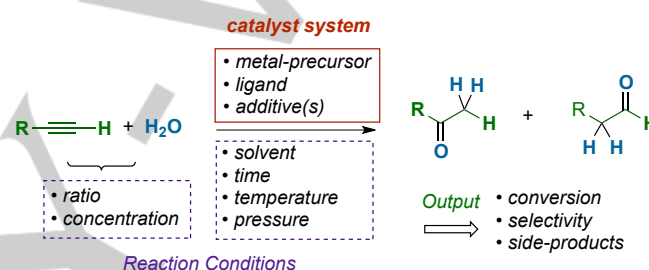 catalyst system
• metal-precursor
• ligand
• additive(s)
R H + H₂O
• solvent
• time
• temperature
• pressure
• ratio
• concentration
Reaction Conditions
R H H H O
+
R O H H H
Output
• conversion
• selectivity
• side-products